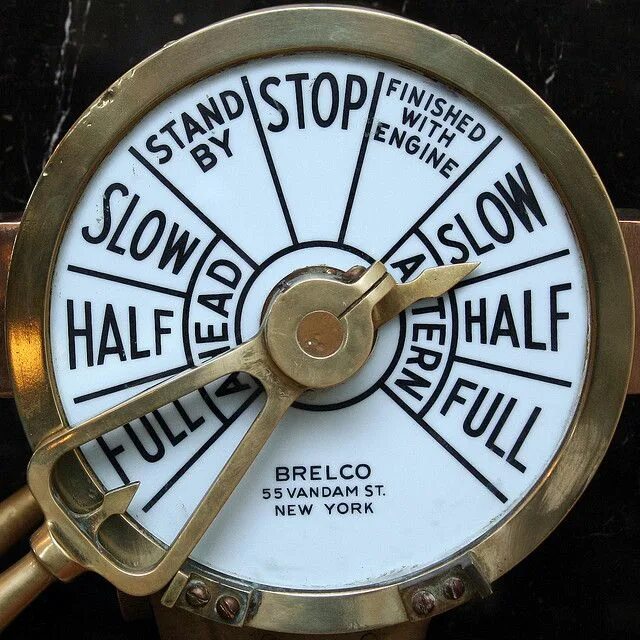 STOP
STAND
BY
FINISHED
WITH
ENGINE
SLOW
SLOW
HALF
AHEAD
ASTERN
HALF
FULL
FULL
BRELCO
55 VANDAM ST.
NEW YORK